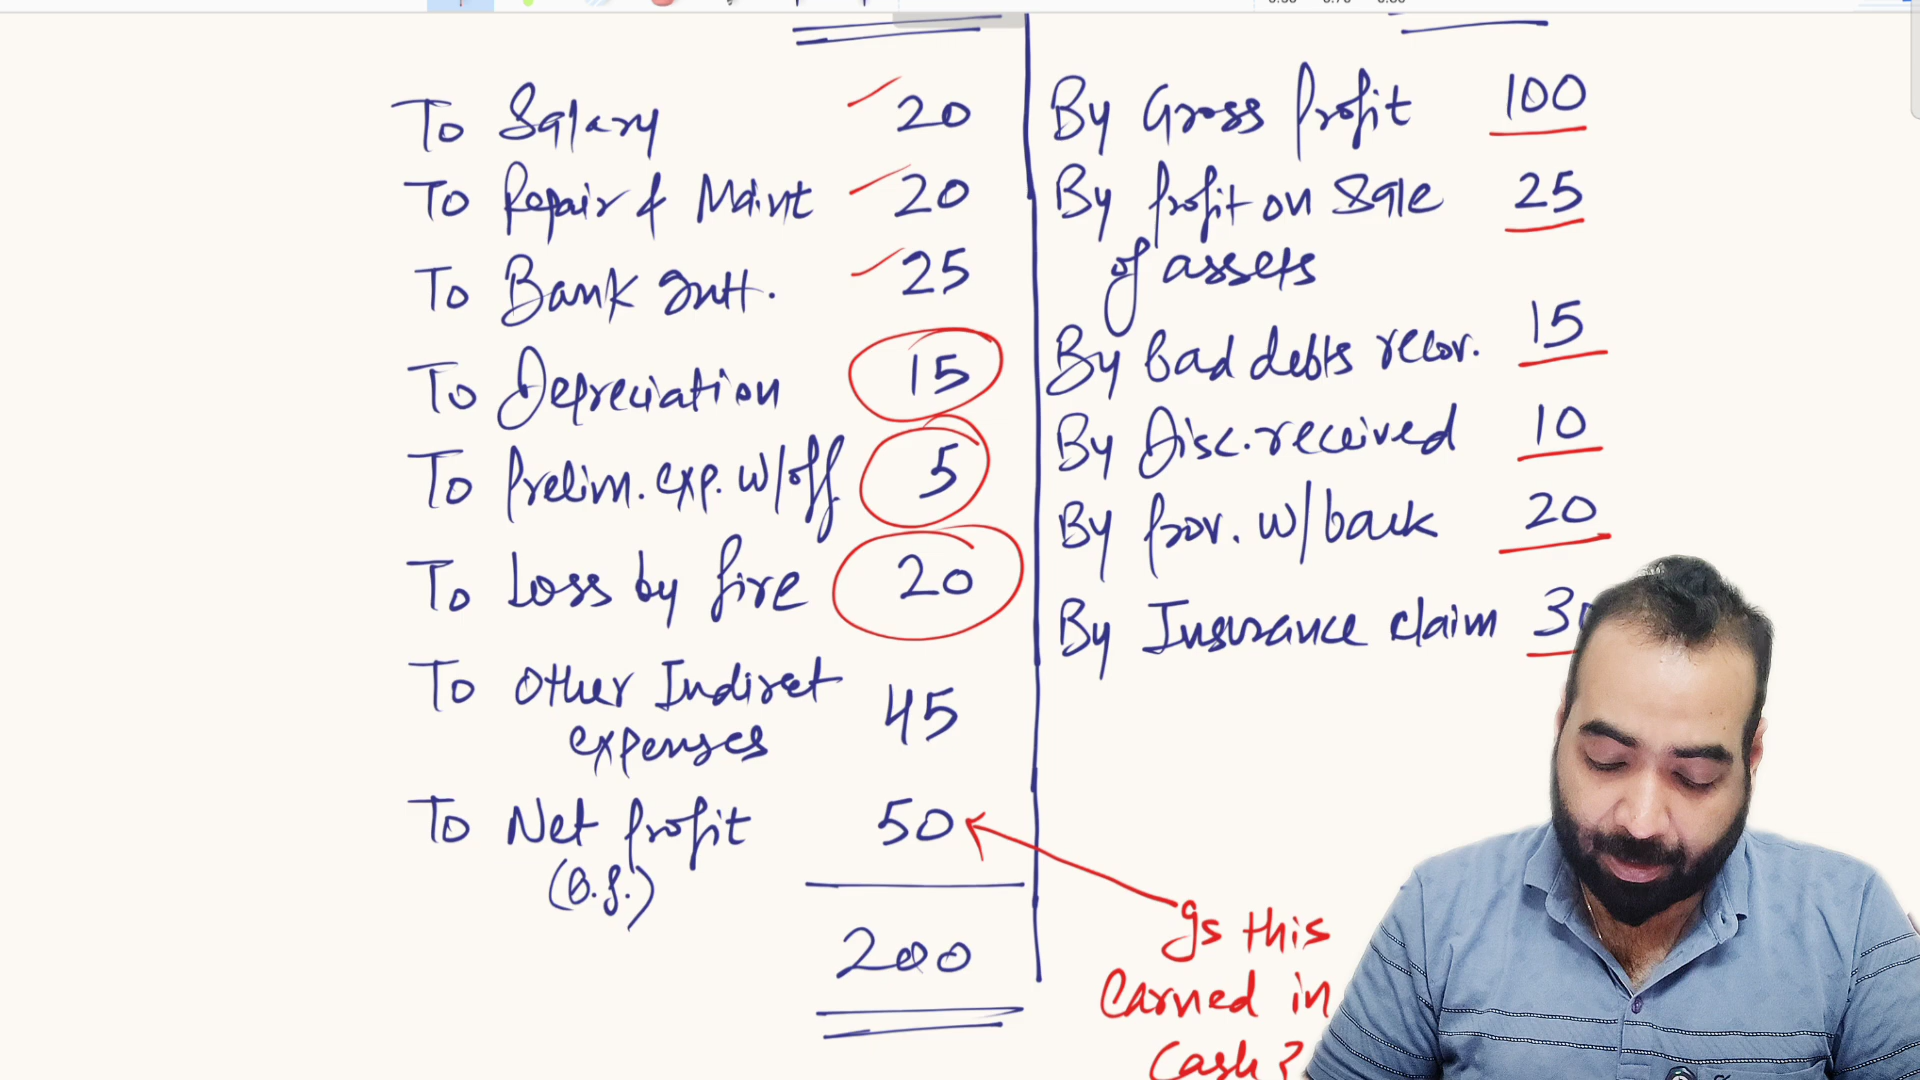 To Salary 20
To Repair & Maint 20
To Bank Intt. 25
To Depreciation 15
To Prelim. exp. w/off 5
To Loss by fire 20
To Other Indirect
expenses 45
To Net Profit 50
(B.f.)
200
By Gross Profit 100
By Profit on Sale 25
of assets
By Bad debts recov. 15
By Disc. received 10
By Prov. w/back 20
By Insurance claim 30
Is this
earned in
Cash?